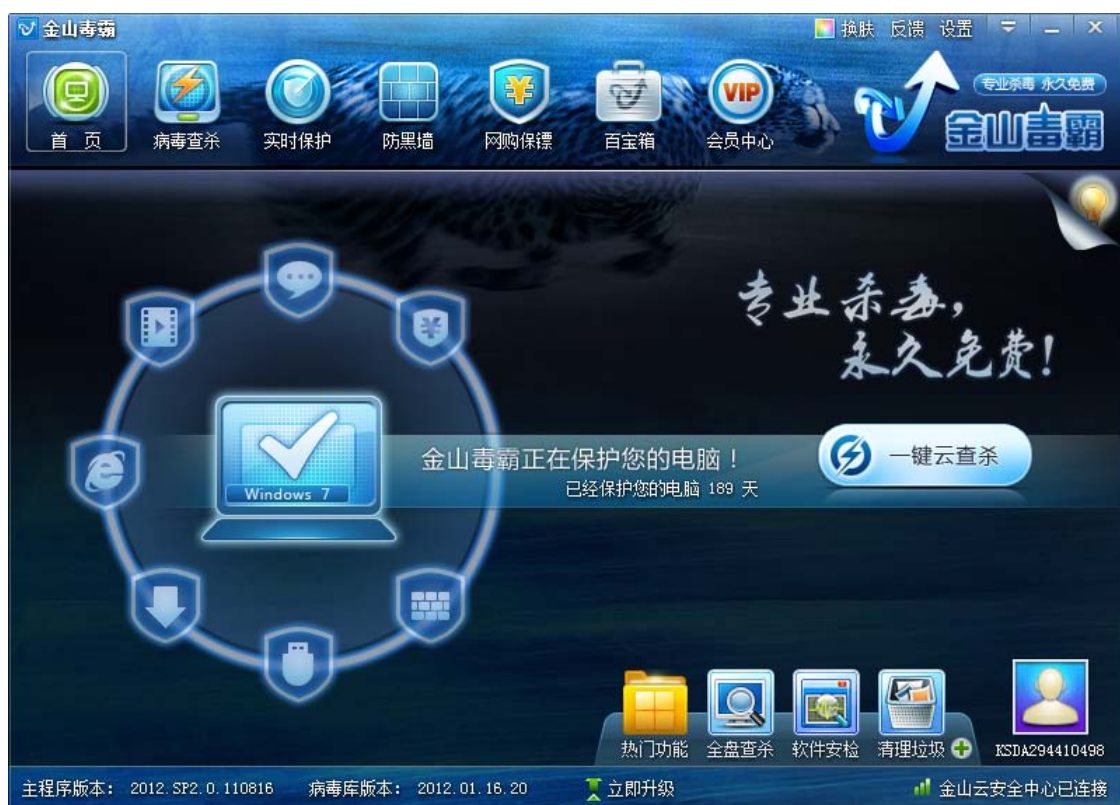 金山毒霸
换肤 反馈 设置
首 页
病毒查杀
实时保护
防黑墙
网购保镖
百宝箱
VIP
会员中心
专业杀毒 永久免费
金山毒霸
专业杀毒,
永久免费!
Windows 7
金山毒霸正在保护您的电脑!
已经保护您的电脑 189 天
一键云查杀
热门功能
全盘查杀
软件安检
清理垃圾
KSDA294410498
主程序版本: 2012.SP2.0.110816 病毒库版本: 2012.01.16.20 立即升级 金山云安全中心已连接